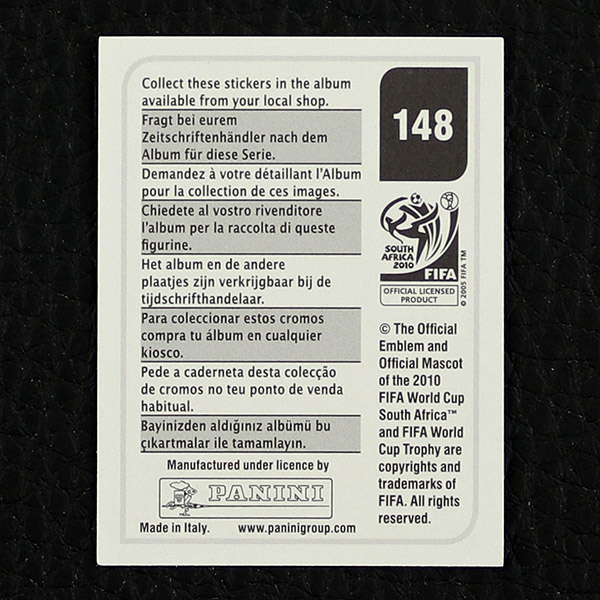 Collect these stickers in the album
available from your local shop.
Fragt bei eurem
Zeitschriftenhändler nach dem
Album für diese Serie.
Demandez à votre détaillant l'Album
pour la collection de ces images.
Chiedete al vostro rivenditore
l'album per la raccolta di queste
figurine.
Het album en de andere
plaatjes zijn verkrijgbaar bij de
tijdschrifthandelaar.
Para coleccionar estos cromos
compra tu álbum en cualquier
kiosco.
Pede a caderneta desta colecção
de cromos no teu ponto de venda
habitual.
Bayinizden aldığınız albümü bu
çıkartmalar ile tamamlayın.
Manufactured under licence by
PANINI
Made in Italy. www.paninigroup.com
148
SOUTH
AFRICA
2010
FIFA
OFFICIAL LICENSED
PRODUCT
© 2005 FIFA TM
© The Official
Emblem and
Official Mascot
of the 2010
FIFA World Cup
South Africa™
and FIFA World
Cup Trophy are
copyrights and
trademarks of
FIFA. All rights
reserved.